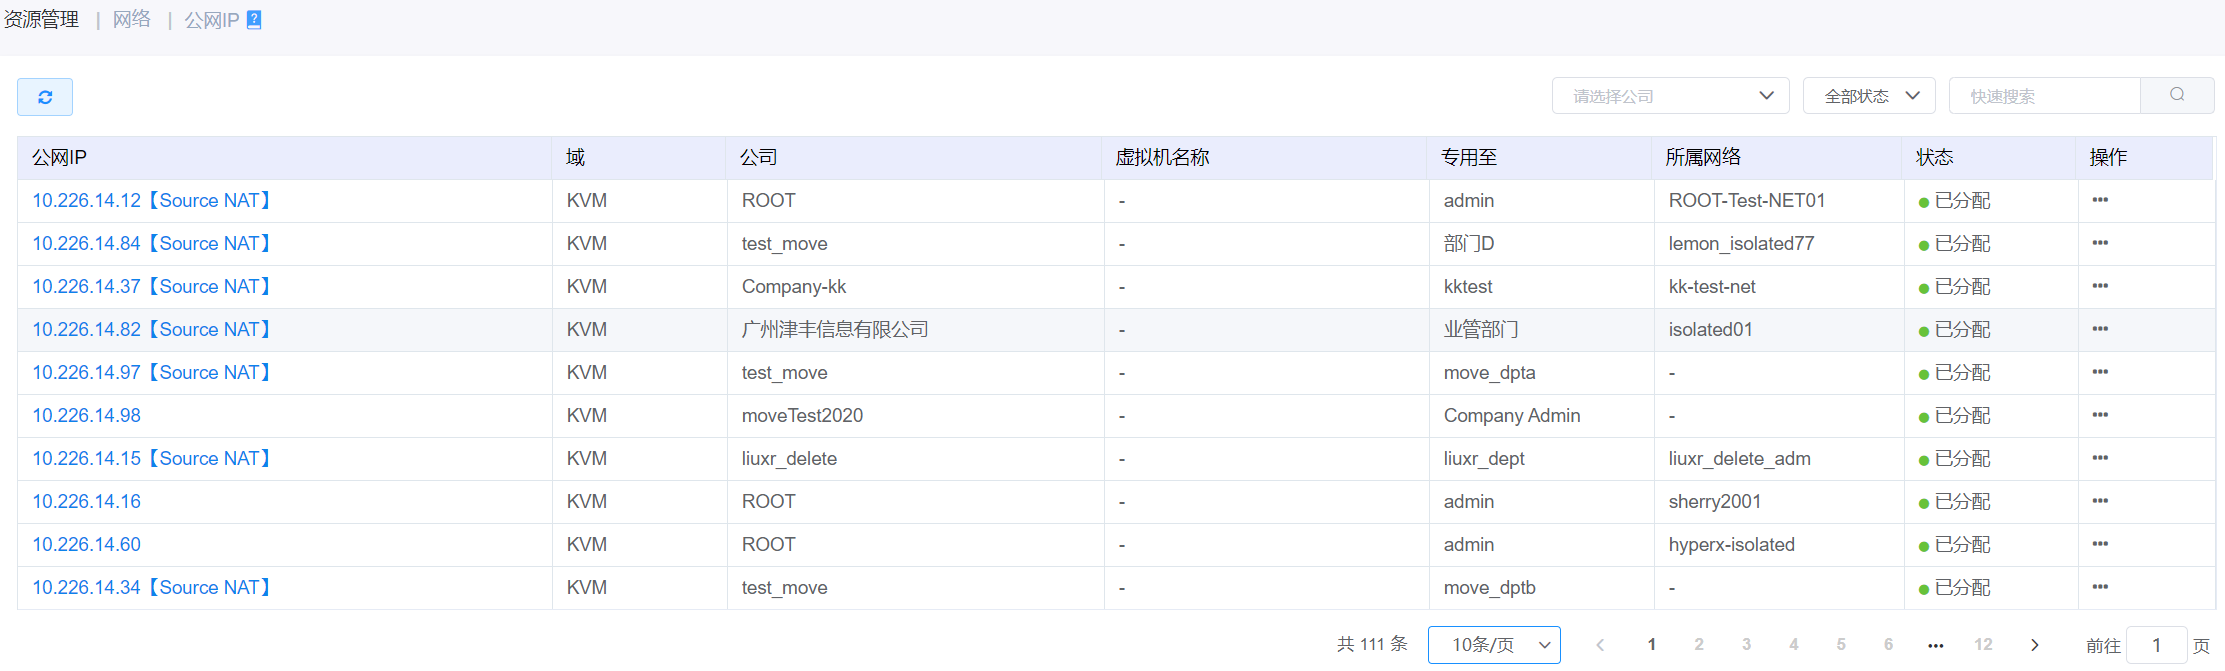 资源管理 | 网络 | 公网IP ?
请选择公司 全部状态 快速搜索
公网IP 域 公司 虚拟机名称 专用至 所属网络 状态 操作
10.226.14.12【Source NAT】 KVM ROOT - admin ROOT-Test-NET01 已分配 •••
10.226.14.84【Source NAT】 KVM test_move - 部门D lemon_isolated77 已分配 •••
10.226.14.37【Source NAT】 KVM Company-kk - kktest kk-test-net 已分配 •••
10.226.14.82【Source NAT】 KVM 广州津丰信息有限公司 - 业管部门 isolated01 已分配 •••
10.226.14.97【Source NAT】 KVM test_move - move_dpta - 已分配 •••
10.226.14.98 KVM moveTest2020 - Company Admin - 已分配 •••
10.226.14.15【Source NAT】 KVM liuxr_delete - liuxr_dept liuxr_delete_adm 已分配 •••
10.226.14.16 KVM ROOT - admin sherry2001 已分配 •••
10.226.14.60 KVM ROOT - admin hyperx-isolated 已分配 •••
10.226.14.34【Source NAT】 KVM test_move - move_dptb - 已分配 •••
共 111 条 10条/页 < 1 2 3 4 5 6 ••• 12 > 前往 1 页